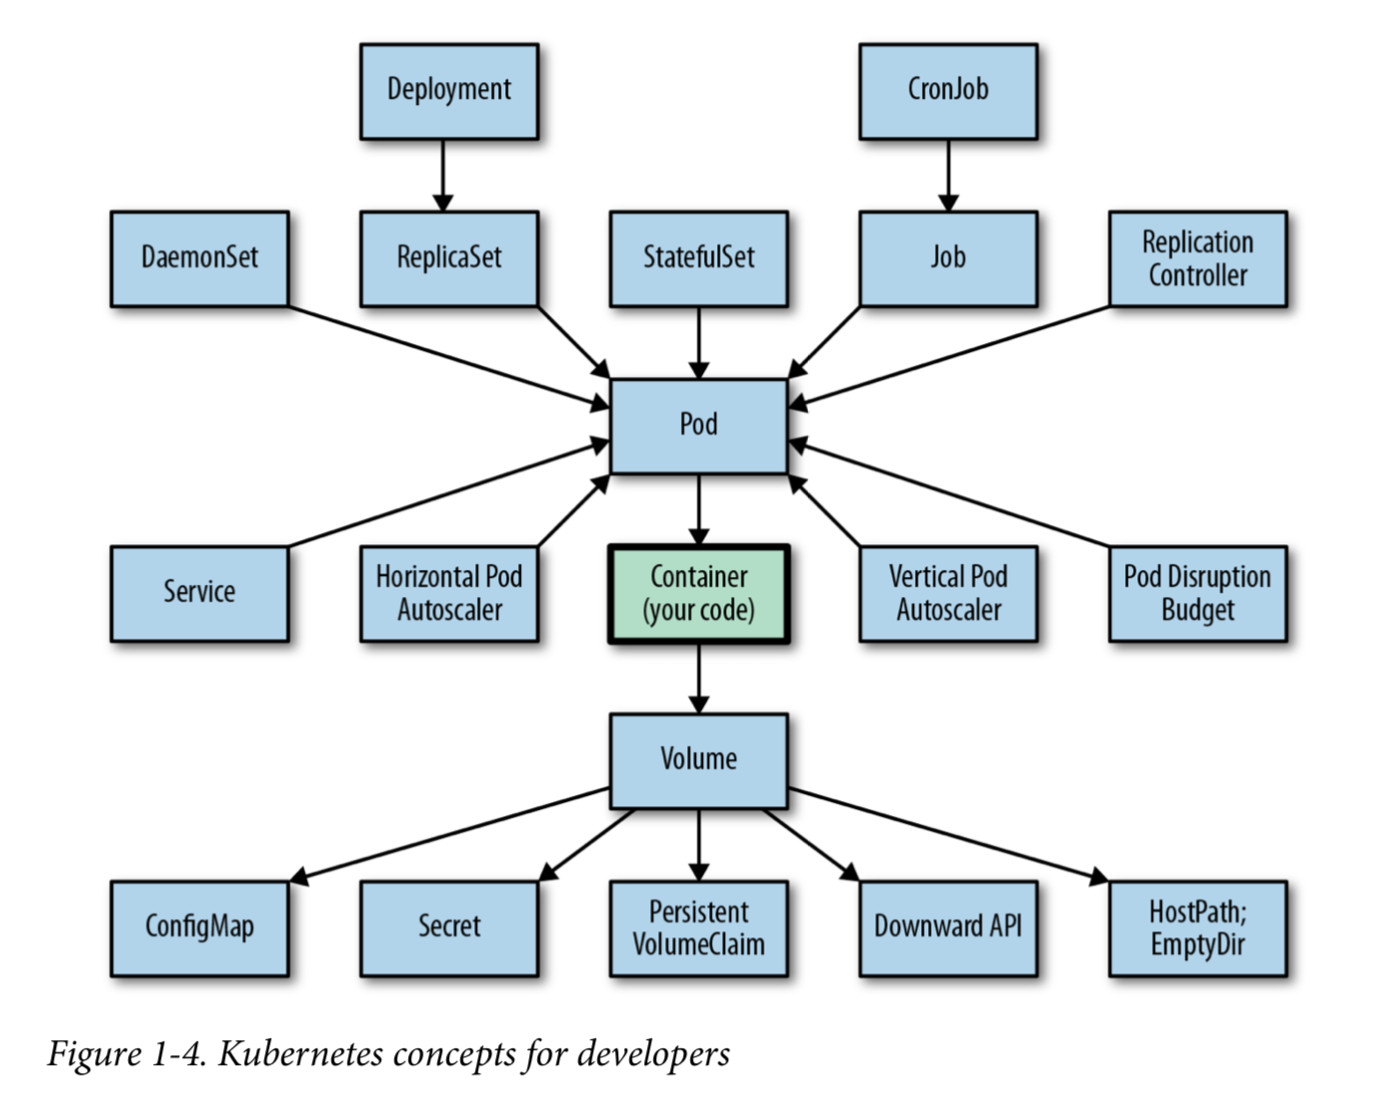 Deployment
CronJob
DaemonSet
ReplicaSet
StatefulSet
Job
Replication
Controller
Pod
Service
Horizontal Pod
Autoscaler
Container
(your code)
Vertical Pod
Autoscaler
Pod Disruption
Budget
Volume
ConfigMap
Secret
Persistent
VolumeClaim
Downward API
HostPath;
EmptyDir
Figure 1-4. Kubernetes concepts for developers